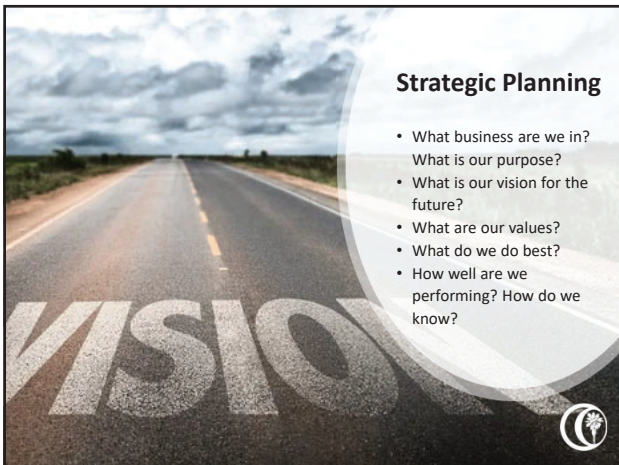 Strategic Planning
• What business are we in?
What is our purpose?
• What is our vision for the
future?
• What are our values?
• What do we do best?
• How well are we
performing? How do we
know?
VISION